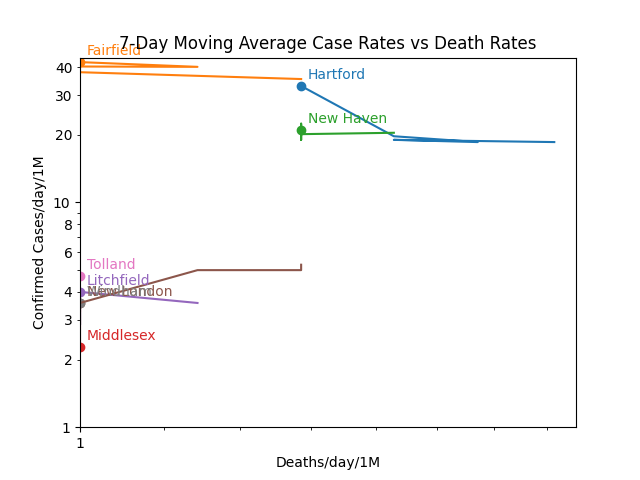 7-Day Moving Average Case Rates vs Death Rates
Fairfield
Hartford
New Haven
Tolland
Litchfield
New London
Middlesex
40
30
20
10
8
6
4
3
2
1
1
Confirmed Cases/day/1M
Deaths/day/1M